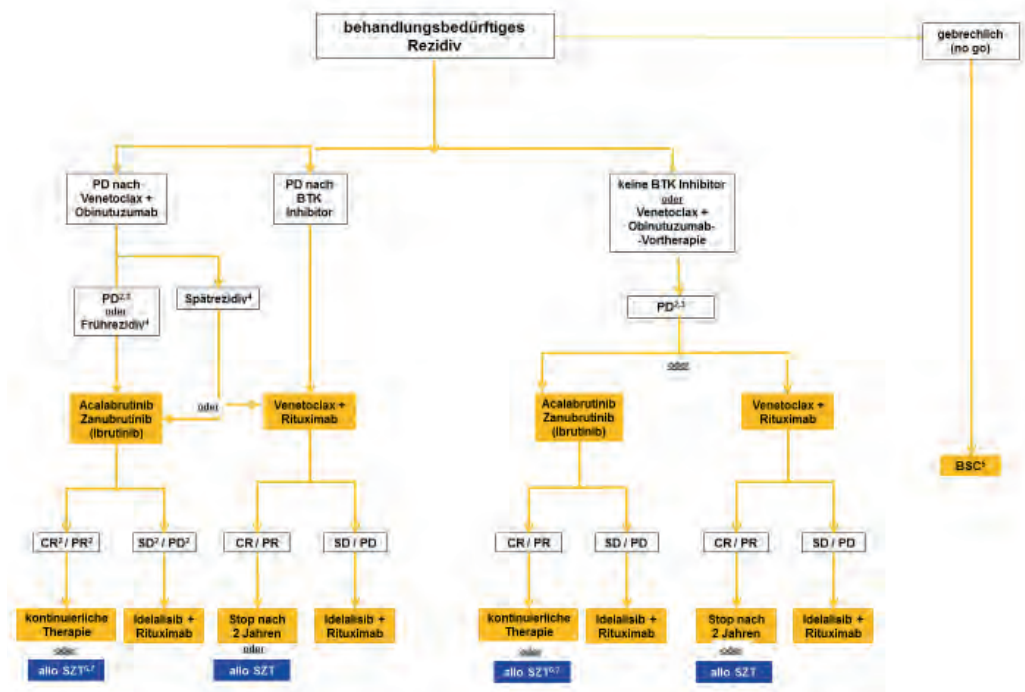 behandlungsbedürftiges
Rezidiv
gebrechlich
(no go)
PD nach
Venetoclax +
Obinutuzumab
PD nach
BTK
Inhibitor
keine BTK Inhibitor
oder
Venetoclax +
Obinutuzumab-
-Vortherapie
PD²,³
oder
Frührezidiv⁴
Spätrezidiv⁴
PD²,³
oder
Acalabrutinib
Zanubrutinib
(Ibrutinib)
oder
Venetoclax +
Rituximab
Acalabrutinib
Zanubrutinib
(Ibrutinib)
Venetoclax +
Rituximab
BSC⁵
CR² / PR²
SD² / PD²
CR / PR
SD / PD
CR / PR
SD / PD
CR / PR
SD / PD
kontinuierliche
Therapie
oder
allo SZT⁶,⁷
Idelalisib +
Rituximab
Stop nach
2 Jahren
oder
allo SZT
Idelalisib +
Rituximab
kontinuierliche
Therapie
oder
allo SZT⁶,⁷
Idelalisib +
Rituximab
Stop nach
2 Jahren
oder
allo SZT
Idelalisib +
Rituximab